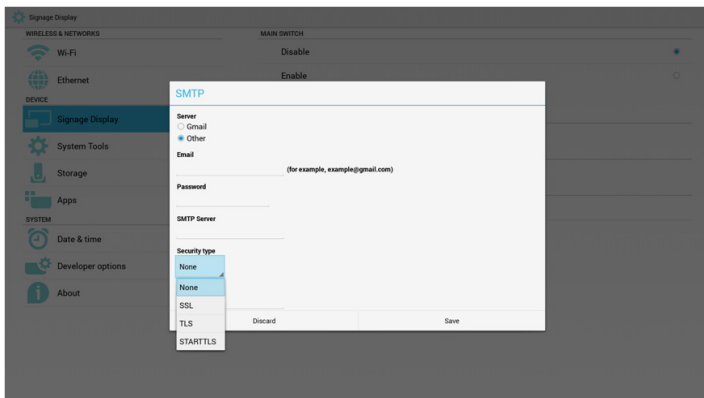 Signage Display
WIRELESS & NETWORKS
Wi-Fi
Ethernet
DEVICE
Signage Display
System Tools
Storage
Apps
SYSTEM
Date & time
Developer options
About
MAIN SWITCH
Disable
Enable
SMTP
Server
Gmail
Other
Email
(for example, example@gmail.com)
Password
SMTP Server
Security type
None
None
SSL
TLS
STARTTLS
Discard
Save